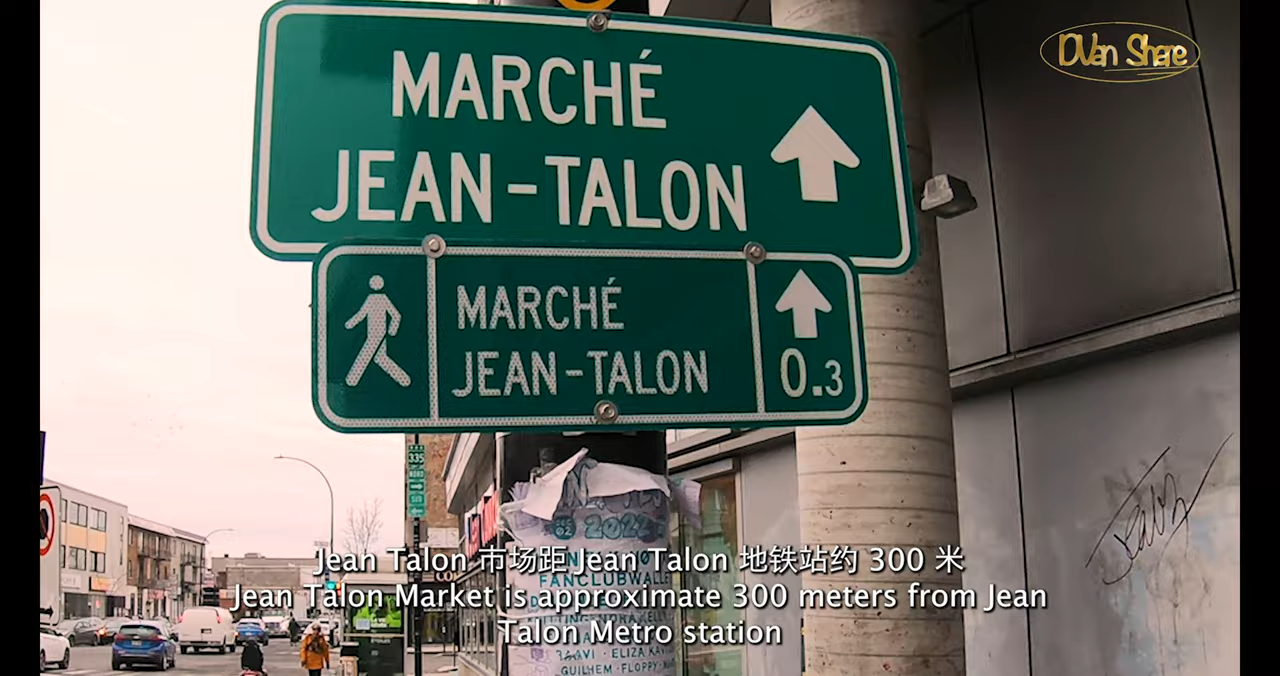 DVan Share
MARCHÉ
JEAN-TALON
MARCHÉ
JEAN-TALON
0.3
335
2022
FANCLUBWALLE
ELIZA
GUILHEM · FLOPPY
Jean Talon 市场距 Jean Talon 地铁站约 300 米
Jean Talon Market is approximate 300 meters from Jean
Talon Metro station